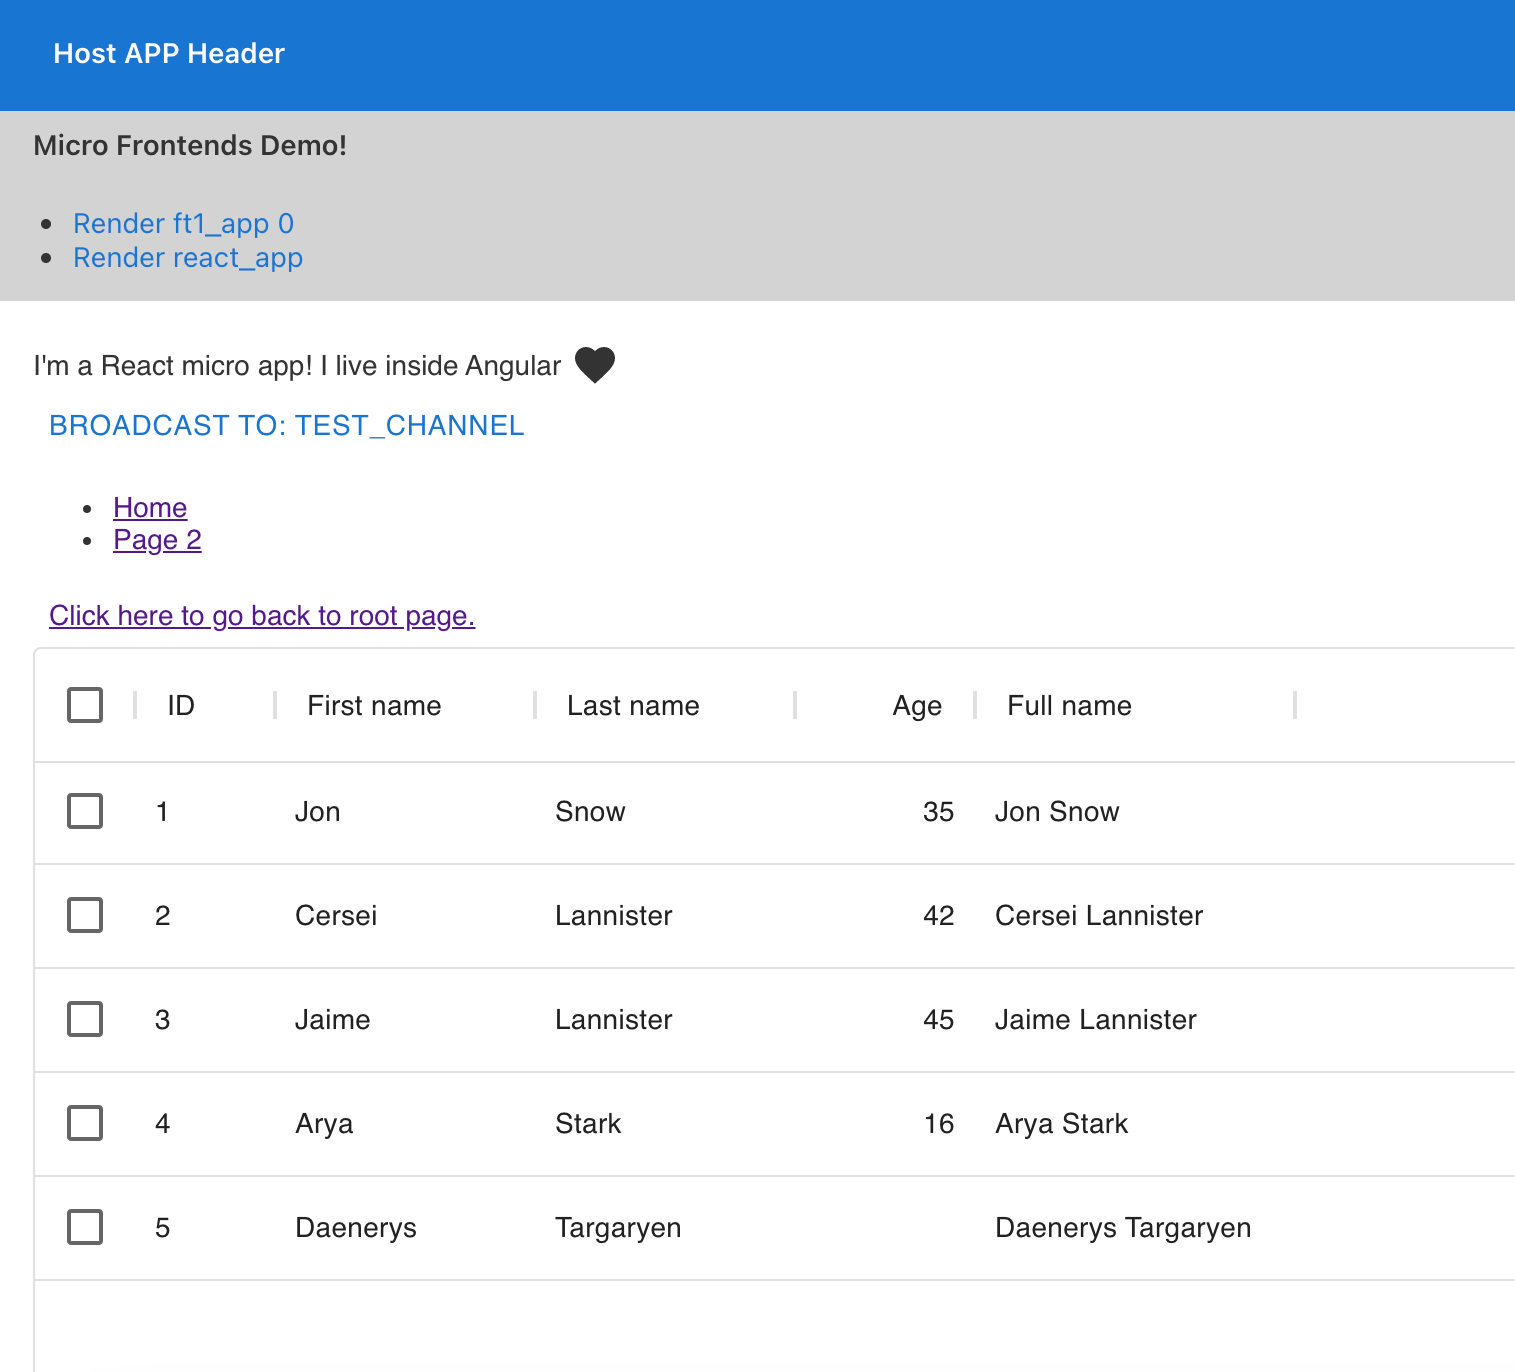 Host APP Header
Micro Frontends Demo!
Render ft1_app 0
Render react_app
I'm a React micro app! I live inside Angular
BROADCAST TO: TEST_CHANNEL
Home
Page 2
Click here to go back to root page.
ID First name Last name Age Full name
1 Jon Snow 35 Jon Snow
2 Cersei Lannister 42 Cersei Lannister
3 Jaime Lannister 45 Jaime Lannister
4 Arya Stark 16 Arya Stark
5 Daenerys Targaryen Daenerys Targaryen